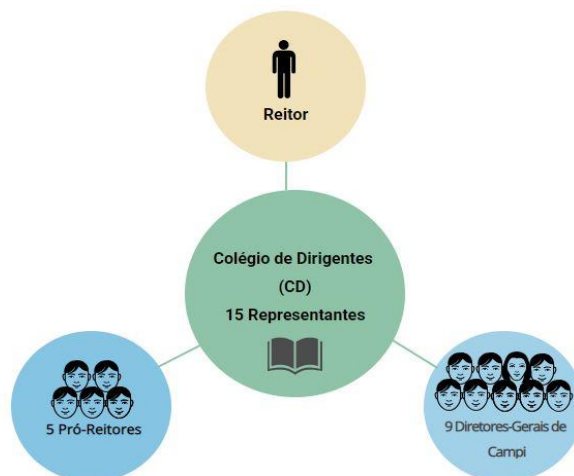 Reitor
Colégio de Dirigentes
(CD)
15 Representantes
5 Pró-Reitores
9 Diretores-Gerais de
Campi